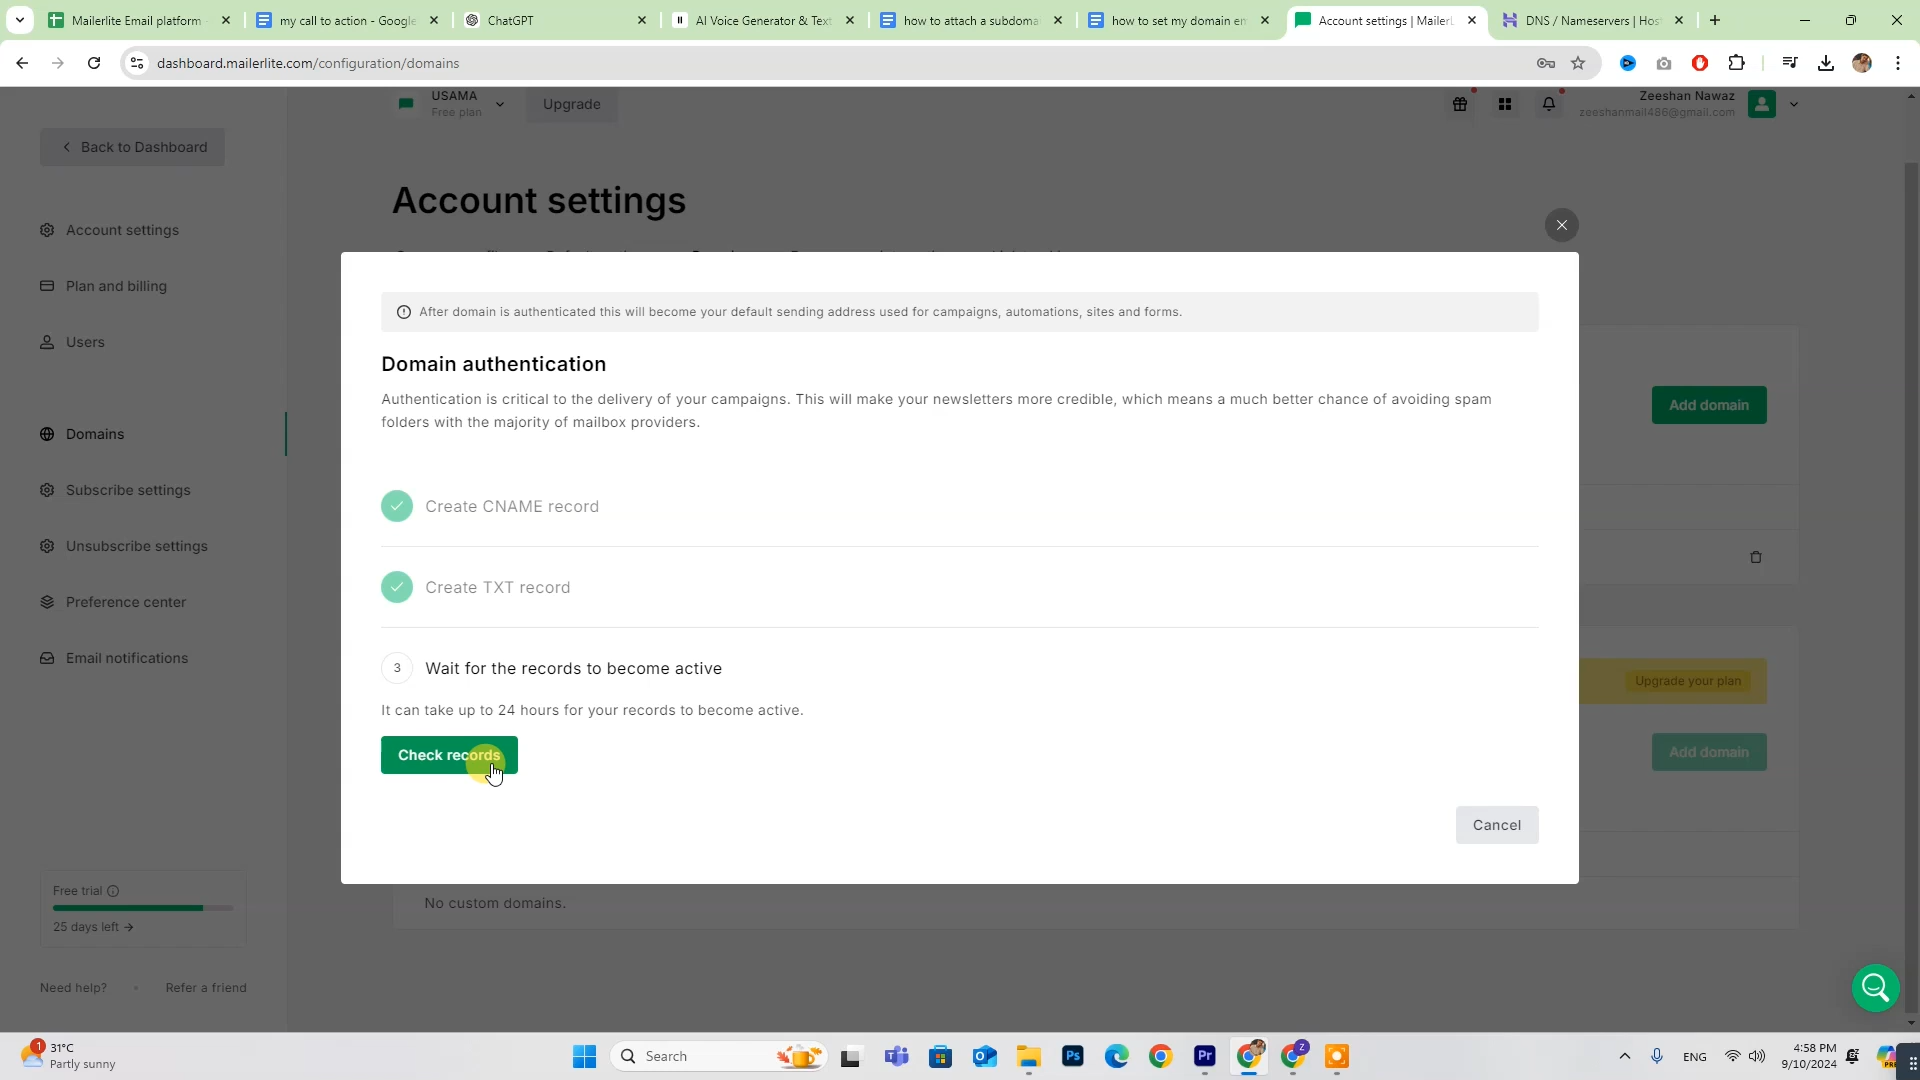 Mailerlite Email platform
my call to action - Google
ChatGPT
AI Voice Generator & Text
how to attach a subdoma
how to set my domain em
Account settings | MailerL
DNS / Nameservers | Hos
dashboard.mailerlite.com/configuration/domains
USAMA
Free plan
Upgrade
Zeeshan Nawaz
zeeshanmail486@gmail.com
Back to Dashboard
Account settings
Account settings
Plan and billing
Users
Domains
Subscribe settings
Unsubscribe settings
Preference center
Email notifications
After domain is authenticated this will become your default sending address used for campaigns, automations, sites and forms.
Domain authentication
Authentication is critical to the delivery of your campaigns. This will make your newsletters more credible, which means a much better chance of avoiding spam
folders with the majority of mailbox providers.
Create CNAME record
Create TXT record
3 Wait for the records to become active
It can take up to 24 hours for your records to become active.
Check records
Cancel
Add domain
Upgrade your plan
Add domain
No custom domains.
Free trial
25 days left
Need help?
Refer a friend
1
31°C
Partly sunny
Search
Ps
Pr
Z
ENG
4:58 PM
9/10/2024